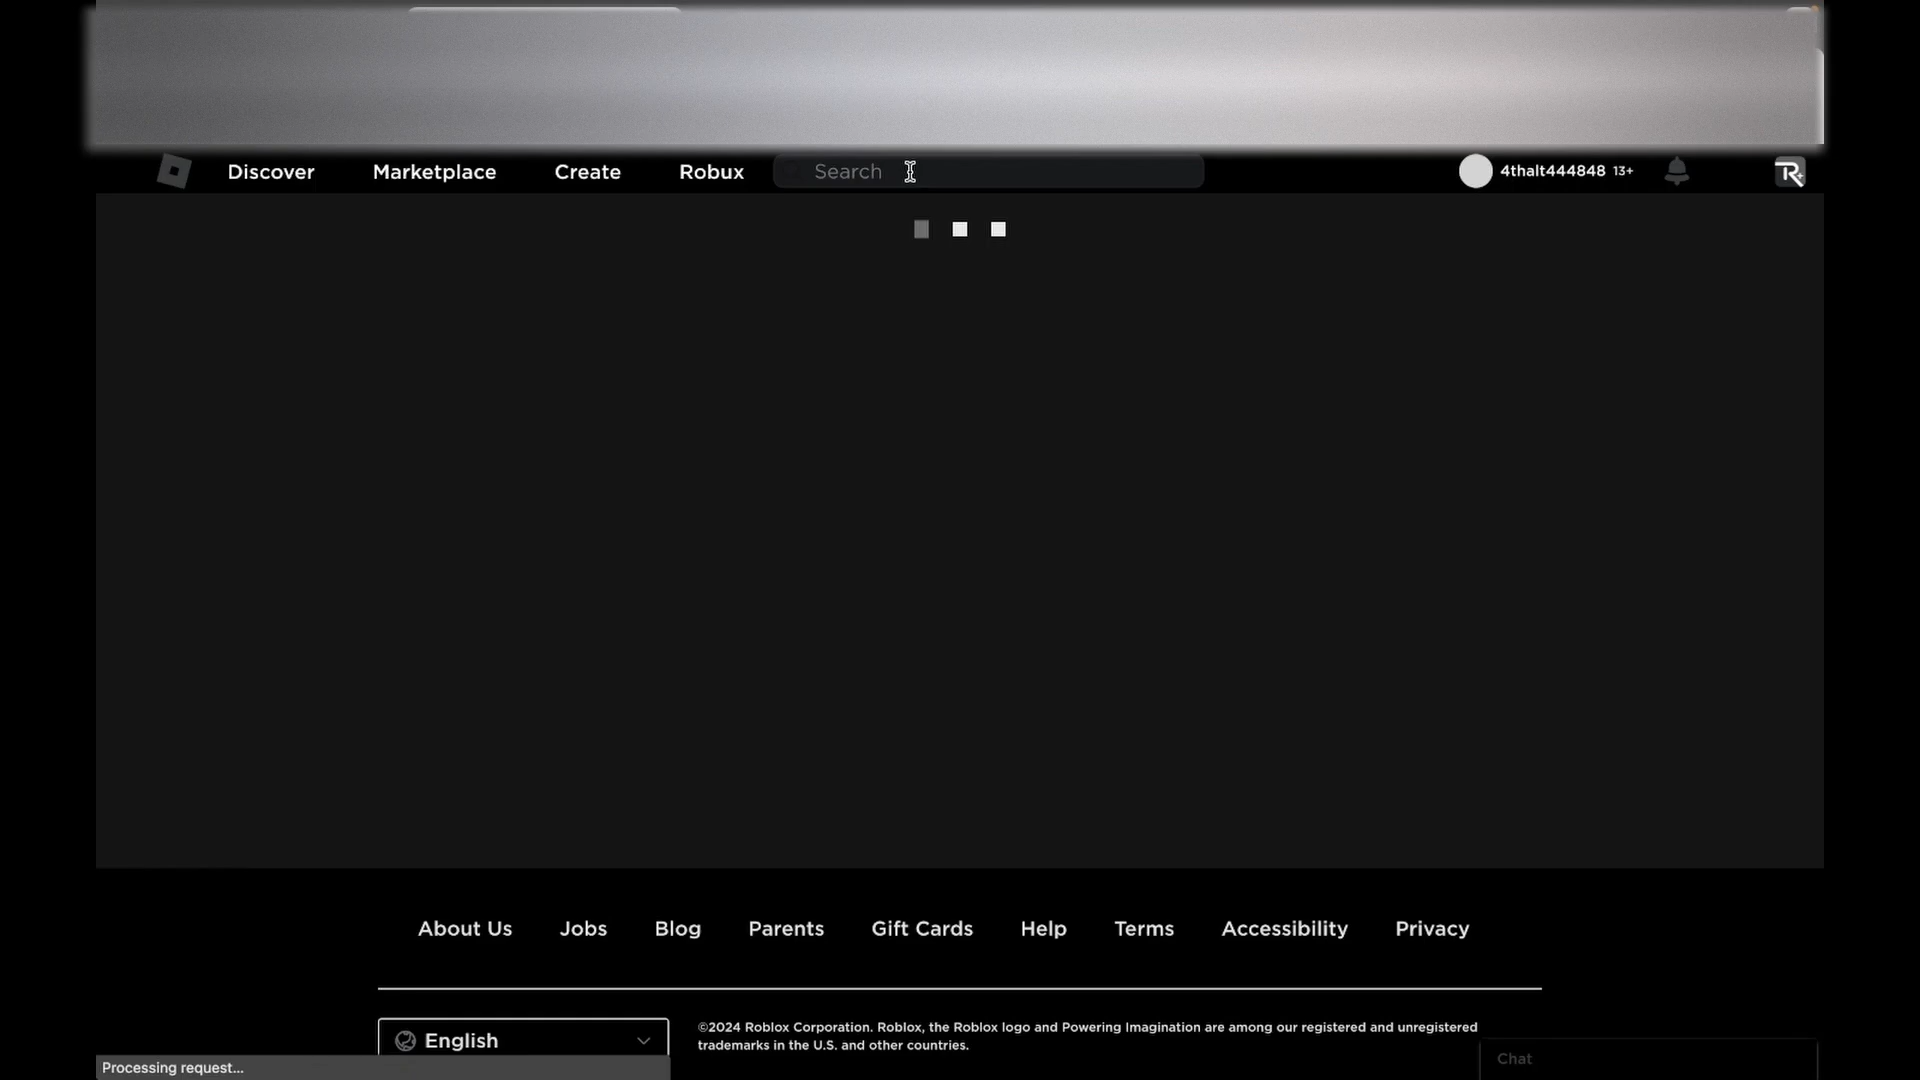 Discover Marketplace Create Robux Search 4thalt444848 13+
About Us Jobs Blog Parents Gift Cards Help Terms Accessibility Privacy
English
©2024 Roblox Corporation. Roblox, the Roblox logo and Powering Imagination are among our registered and unregistered
trademarks in the U.S. and other countries.
Chat
Processing request...